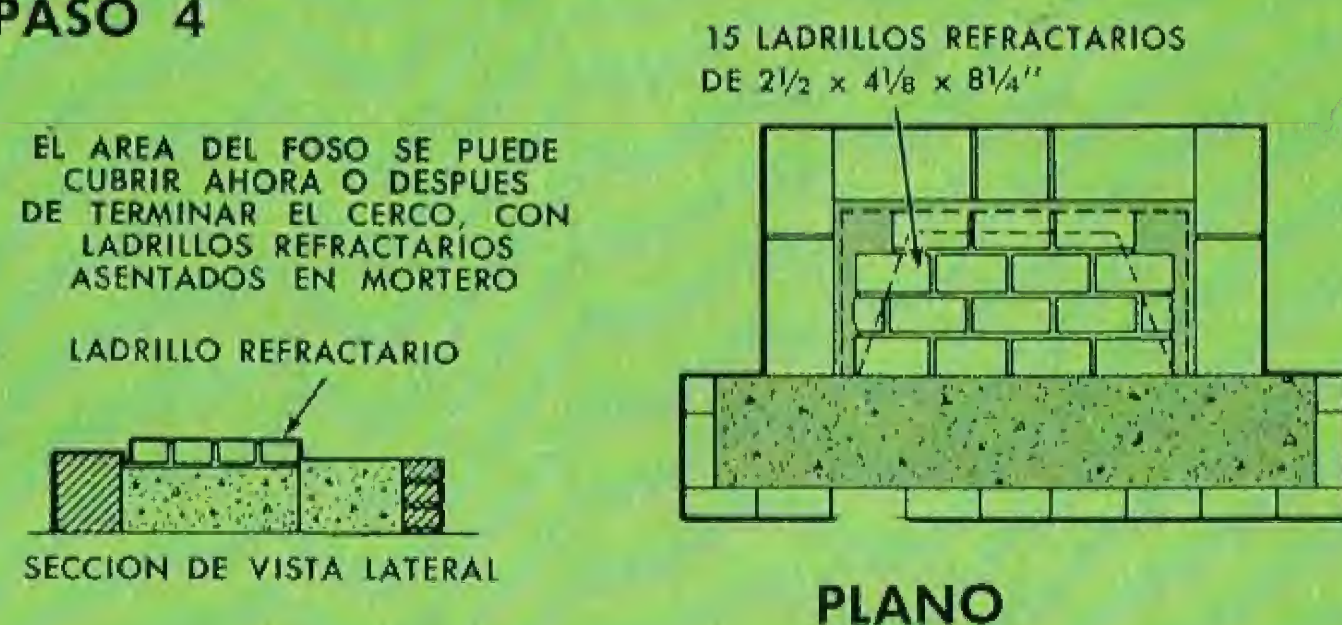 PASO 4
EL AREA DEL FOSO SE PUEDE
CUBRIR AHORA O DESPUES
DE TERMINAR EL CERCO, CON
LADRILLOS REFRACTARIOS
ASENTADOS EN MORTERO
LADRILLO REFRACTARIO
SECCION DE VISTA LATERAL
15 LADRILLOS REFRACTARIOS
DE 2½ x 4⅛ x 8¼"
PLANO